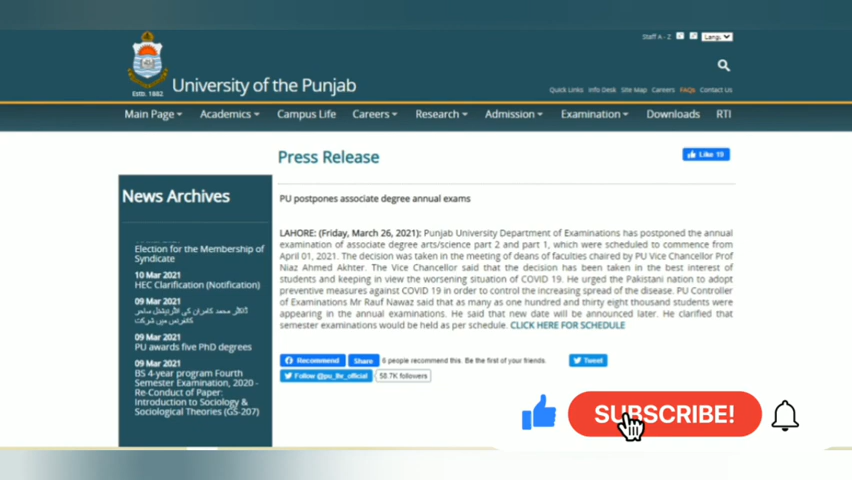 Staff A - Z
Lang.
ESTD. 1882
University of the Punjab
Quick Links Info Desk Site Map Careers FAQs Contact Us
Main Page Academics Campus Life Careers Research Admission Examination Downloads RTI
Press Release
Like 19
News Archives
Election for the Membership of
Syndicate
10 Mar 2021
HEC Clarification (Notification)
09 Mar 2021
ڈاکٹر محمد کامران کی انٹرنیشنل ساحر
کانفرنس میں شرکت
09 Mar 2021
PU awards five PhD degrees
09 Mar 2021
BS 4-year program Fourth
Semester Examination, 2020 -
Re-Conduct of Paper:
Introduction to Sociology &
Sociological Theories (GS-207)
PU postpones associate degree annual exams
LAHORE: (Friday, March 26, 2021): Punjab University Department of Examinations has postponed the annual
examination of associate degree arts/science part 2 and part 1, which were scheduled to commence from
April 01, 2021. The decision was taken in the meeting of deans of faculties chaired by PU Vice Chancellor Prof
Niaz Ahmed Akhter. The Vice Chancellor said that the decision has been taken in the best interest of
students and keeping in view the worsening situation of COVID 19. He urged the Pakistani nation to adopt
preventive measures against COVID 19 in order to control the increasing spread of the disease. PU Controller
of Examinations Mr Rauf Nawaz said that as many as one hundred and thirty eight thousand students were
appearing in the annual examinations. He said that new date will be announced later. He clarified that
semester examinations would be held as per schedule. CLICK HERE FOR SCHEDULE
Recommend Share 6 people recommend this. Be the first of your friends. Tweet
Follow @pu_lhr_official 58.7K followers
SUBSCRIBE!